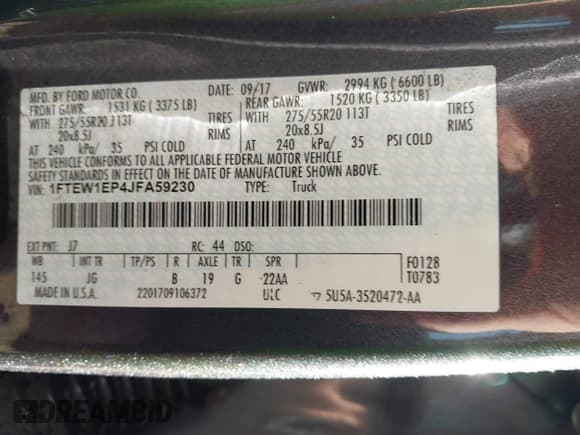 MFD. BY FORD MOTOR CO. DATE: 09/17 GVWR: 2994 KG ( 6600 LB)
FRONT GAWR: 1531 KG ( 3375 LB) REAR GAWR: 1520 KG ( 3350 LB)
WITH 275/55R20 113T TIRES WITH 275/55R20 113T TIRES
20x8.5J RIMS 20x8.5J RIMS
AT 240 kPa/ 35 PSI COLD AT 240 kPa/ 35 PSI COLD
THIS VEHICLE CONFORMS TO ALL APPLICABLE FEDERAL MOTOR VEHICLE
SAFETY STANDARDS IN EFFECT ON THE DATE OF MANUFACTURE SHOWN ABOVE.
VIN: 1FTEW1EP4JFA59230 TYPE: Truck
EXT PNT: J7 RC: 44 DSO:
WB INT TR TP/PS R AXLE TR SPR F0128
145 JG B 19 G -22AA T0783
MADE IN U.S.A. 2201709106372 ULC 5U5A-3520472-AA
DREAMBID